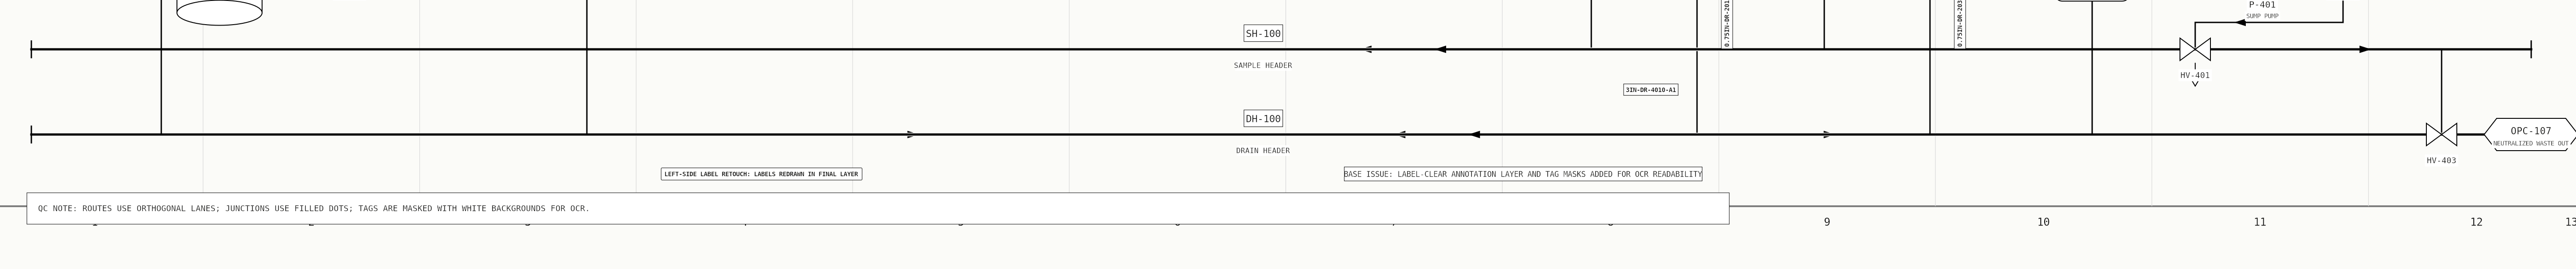 P-401
SUMP PUMP
0.75IN-DR-201
0.75IN-DR-203
SH-100
SAMPLE HEADER
HV-401
3IN-DR-4010-A1
DH-100
DRAIN HEADER
OPC-107
NEUTRALIZED WASTE OUT
HV-403
LEFT-SIDE LABEL RETOUCH: LABELS REDRAWN IN FINAL LAYER
BASE ISSUE: LABEL-CLEAR ANNOTATION LAYER AND TAG MASKS ADDED FOR OCR READABILITY
QC NOTE: ROUTES USE ORTHOGONAL LANES; JUNCTIONS USE FILLED DOTS; TAGS ARE MASKED WITH WHITE BACKGROUNDS FOR OCR.
9 10 11 12 13